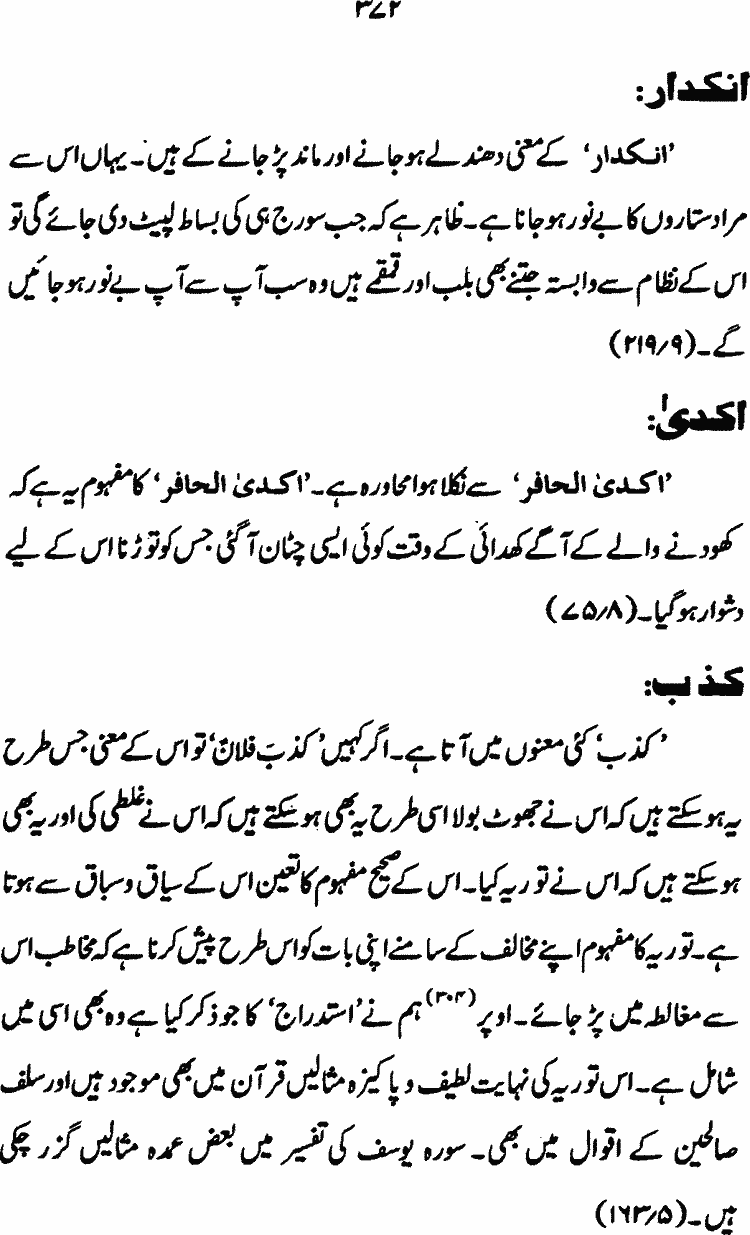 ۳۷۲
انکدار:
’انکدار‘ کے معنی دھندلے ہو جانے اور ماند پڑ جانے کے ہیں۔ یہاں اس سے
مراد ستاروں کا بے نور ہو جانا ہے۔ ظاہر ہے کہ جب سورج ہی کی بساط لپیٹ دی جائے گی تو
اس کے نظام سے وابستہ جتنے بھی بلب اور قمقمے ہیں وہ سب آپ سے آپ بے نور ہو جائیں
گے۔ (۲۱۹/۹)
اکدیٰ:
’اکدیٰ الحافر‘ سے نکلا ہوا محاورہ ہے۔ ’اکدیٰ الحافر‘ کا مفہوم یہ ہے کہ
کھودنے والے کے آگے کھدائی کے وقت کوئی ایسی چٹان آ گئی جس کو توڑنا اس کے لیے
دشوار ہو گیا۔ (۷۵/۸)
کذب:
’کذب‘ کئی معنوں میں آتا ہے۔ اگر کہیں ’کذبَ فلانٌ‘ تو اس کے معنی جس طرح
یہ ہو سکتے ہیں کہ اس نے جھوٹ بولا اسی طرح یہ بھی ہو سکتے ہیں کہ اس نے غلطی کی اور یہ بھی
ہو سکتے ہیں کہ اس نے توریہ کیا۔ اس کے صحیح مفہوم کا تعین اس کے سیاق و سباق سے ہوتا
ہے۔ توریہ کا مفہوم اپنے مخالف کے سامنے اپنی بات کو اس طرح پیش کرنا ہے کہ مخاطب اس
سے مغالطہ میں پڑ جائے۔ اوپر (۳۰۴) ہم نے ’استدراج‘ کا جو ذکر کیا ہے وہ بھی اسی میں
شامل ہے۔ اس توریہ کی نہایت لطیف و پاکیزہ مثالیں قرآن میں بھی موجود ہیں اور سلف
صالحین کے اقوال میں بھی۔ سورہ یوسف کی تفسیر میں بعض عمدہ مثالیں گزر چکی
ہیں۔ (۱۶۳/۵)